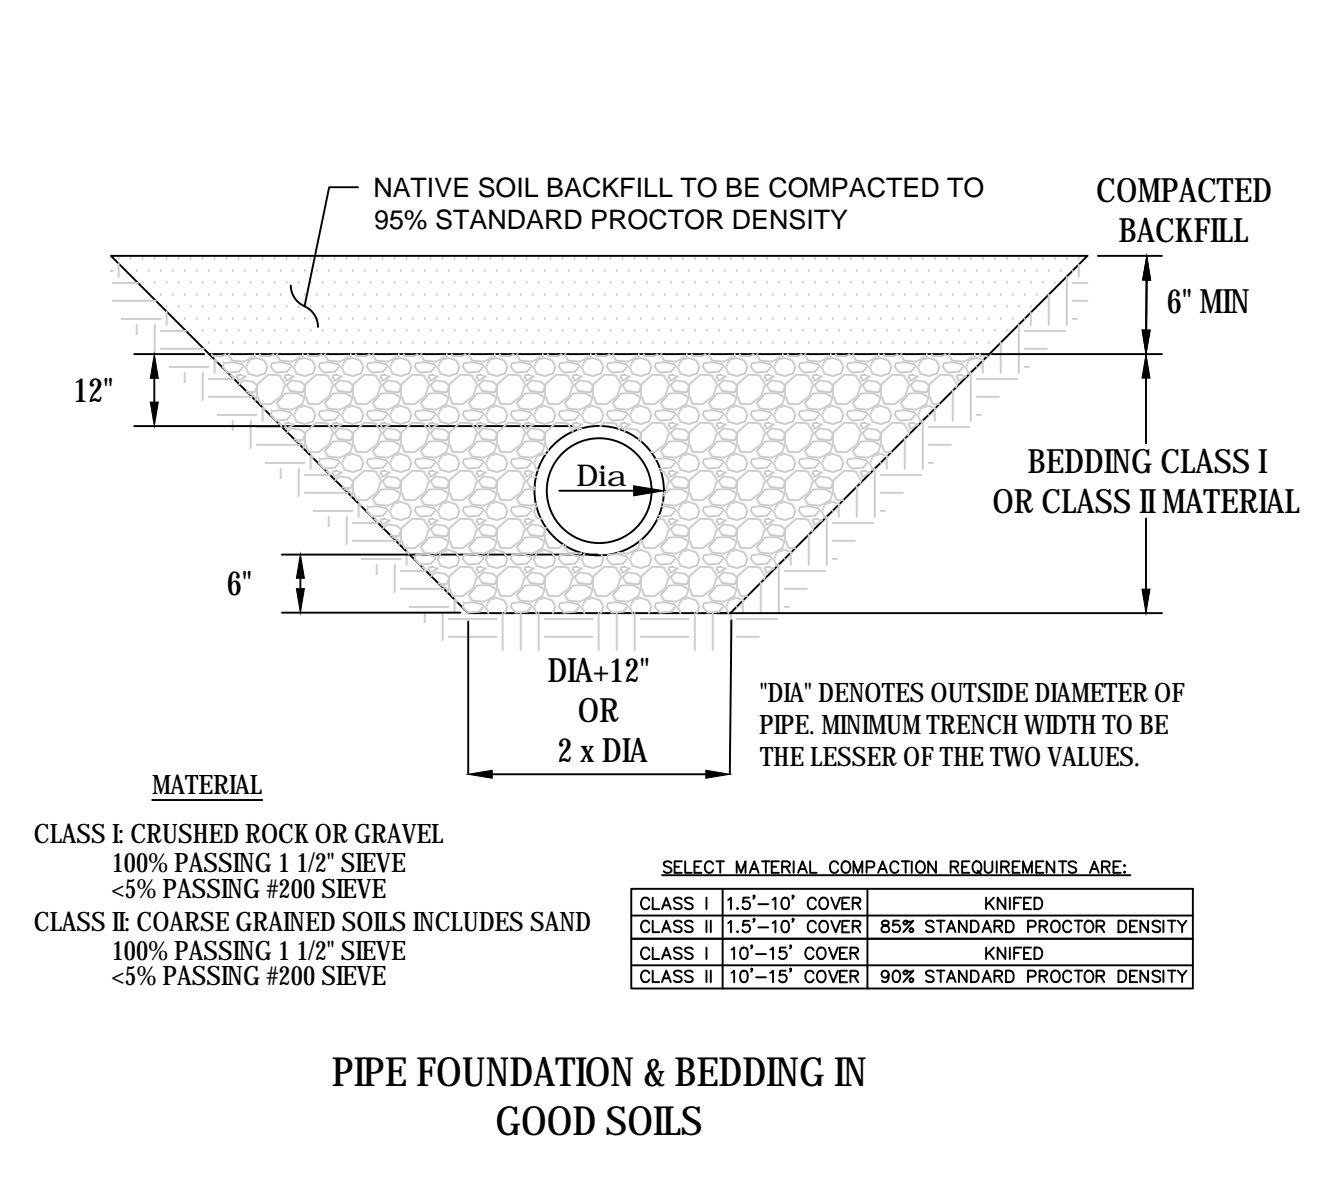 NATIVE SOIL BACKFILL TO BE COMPACTED TO
95% STANDARD PROCTOR DENSITY
COMPACTED
BACKFILL
6" MIN
12"
Dia
BEDDING CLASS I
OR CLASS II MATERIAL
6"
DIA+12"
OR
2 x DIA
"DIA" DENOTES OUTSIDE DIAMETER OF
PIPE. MINIMUM TRENCH WIDTH TO BE
THE LESSER OF THE TWO VALUES.
MATERIAL
CLASS I: CRUSHED ROCK OR GRAVEL
100% PASSING 1 1/2" SIEVE
<5% PASSING #200 SIEVE
CLASS II: COARSE GRAINED SOILS INCLUDES SAND
100% PASSING 1 1/2" SIEVE
<5% PASSING #200 SIEVE
SELECT MATERIAL COMPACTION REQUIREMENTS ARE:
CLASS I 1.5'-10' COVER KNIFED
CLASS II 1.5'-10' COVER 85% STANDARD PROCTOR DENSITY
CLASS I 10'-15' COVER KNIFED
CLASS II 10'-15' COVER 90% STANDARD PROCTOR DENSITY
PIPE FOUNDATION & BEDDING IN
GOOD SOILS